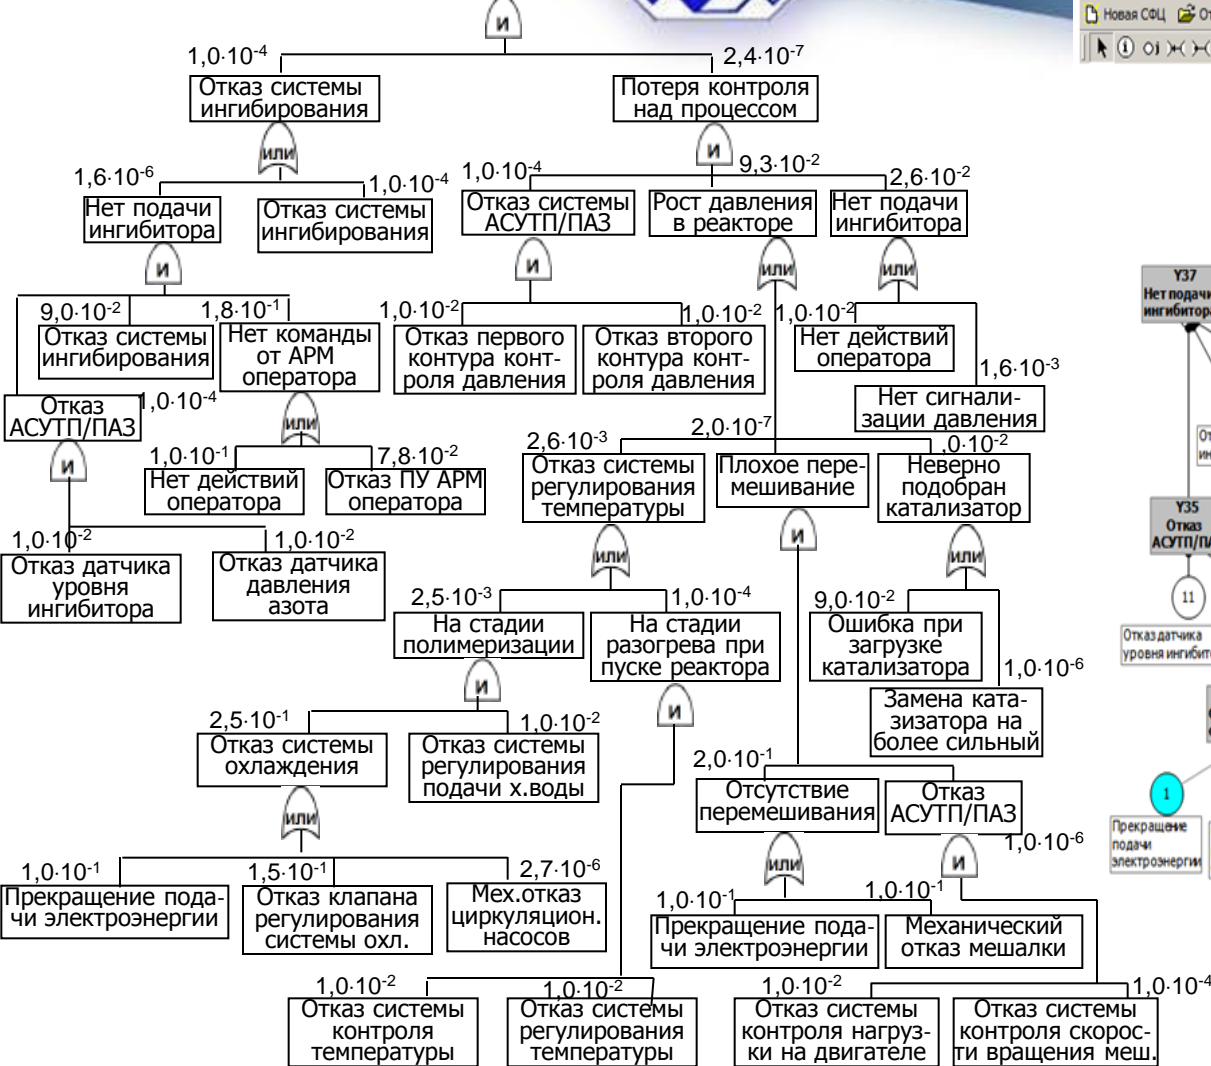 Новая СФЦ
И
1,0·10⁻⁴
2,4·10⁻⁷
Отказ системы
ингибирования
Потеря контроля
над процессом
или
и
1,6·10⁻⁶
1,0·10⁻⁴
1,0·10⁻⁴
9,3·10⁻²
2,6·10⁻²
Нет подачи
ингибитора
Отказ системы
ингибирования
Отказ системы
АСУТП/ПАЗ
Рост давления
в реакторе
Нет подачи
ингибитора
и
и
или
или
9,0·10⁻²
1,8·10⁻¹
1,0·10⁻²
1,0·10⁻²
1,0·10⁻²
Отказ системы
ингибирования
Нет команды
от АРМ
оператора
Отказ первого
контура конт-
роля давления
Отказ второго
контура конт-
роля давления
Нет действий
оператора
1,6·10⁻³
Нет сигнали-
зации давления
Отказ
АСУТП/ПАЗ
1,0·10⁻⁴
или
и
1,0·10⁻¹
7,8·10⁻²
Нет действий
оператора
Отказ ПУ АРМ
оператора
2,6·10⁻³
2,0·10⁻⁷
,0·10⁻²
Отказ системы
регулирования
температуры
Плохое пере-
мешивание
Неверно
подобран
катализатор
1,0·10⁻²
1,0·10⁻²
Отказ датчика
уровня
ингибитора
Отказ датчика
давления
азота
или
и
или
2,5·10⁻³
1,0·10⁻⁴
9,0·10⁻²
На стадии
полимеризации
На стадии
разогрева при
пуске реактора
Ошибка при
загрузке
катализатора
1,0·10⁻⁶
Замена ката-
зизатора на
более сильный
и
и
2,5·10⁻¹
1,0·10⁻²
Отказ системы
охлаждения
Отказ системы
регулирования
подачи х.воды
2,0·10⁻¹
Отсутствие
перемешивания
Отказ
АСУТП/ПАЗ
1,0·10⁻⁶
или
или
и
1,0·10⁻¹
1,5·10⁻¹
2,7·10⁻⁶
Прекращение пода-
чи электроэнергии
Отказ клапана
регулирования
системы охл.
Мех.отказ
циркуляцион.
насосов
1,0·10⁻¹
1,0·10⁻¹
Прекращение пода-
чи электроэнергии
Механический
отказ мешалки
1,0·10⁻²
1,0·10⁻²
1,0·10⁻²
1,0·10⁻⁴
Отказ системы
контроля
температуры
Отказ системы
регулирования
температуры
Отказ системы
контроля нагруз-
ки на двигателе
Отказ системы
контроля скорос-
ти вращения меш.
Y37
Нет подачи
ингибитора
Y35
Отказ
АСУТП/ПА
11
Отказ датчика
уровня ингибит
1
Прекращение
подачи
электроэнергии